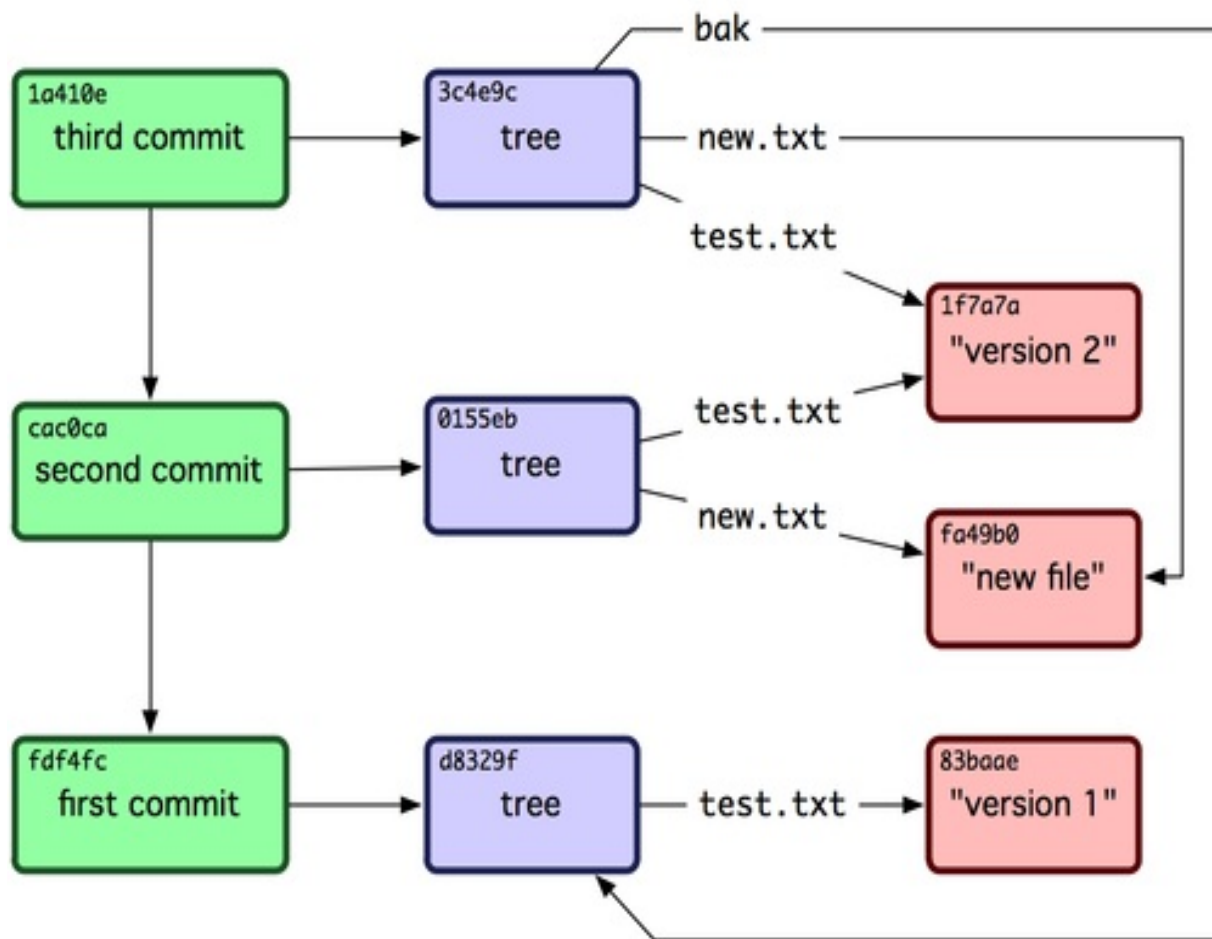 bak
1a410e
third commit
3c4e9c
tree
new.txt
test.txt
1f7a7a
"version 2"
cac0ca
second commit
0155eb
tree
test.txt
new.txt
fa49b0
"new file"
fdf4fc
first commit
d8329f
tree
test.txt
83baae
"version 1"